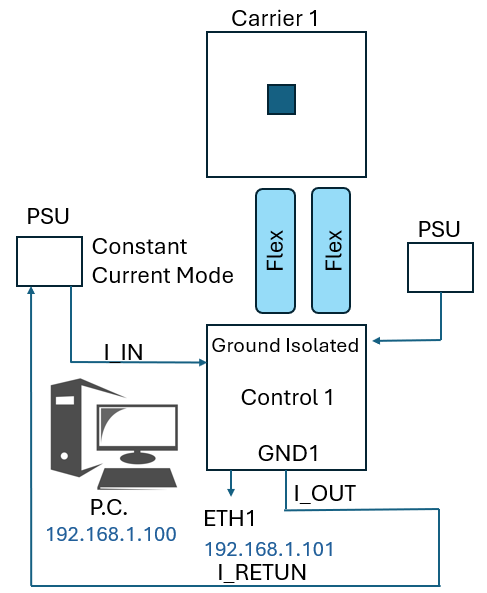 Carrier 1
PSU
Constant
Current Mode
Flex
Flex
PSU
I_IN
Ground Isolated
Control 1
GND1
P.C.
192.168.1.100
ETH1
192.168.1.101
I_OUT
I_RETUN